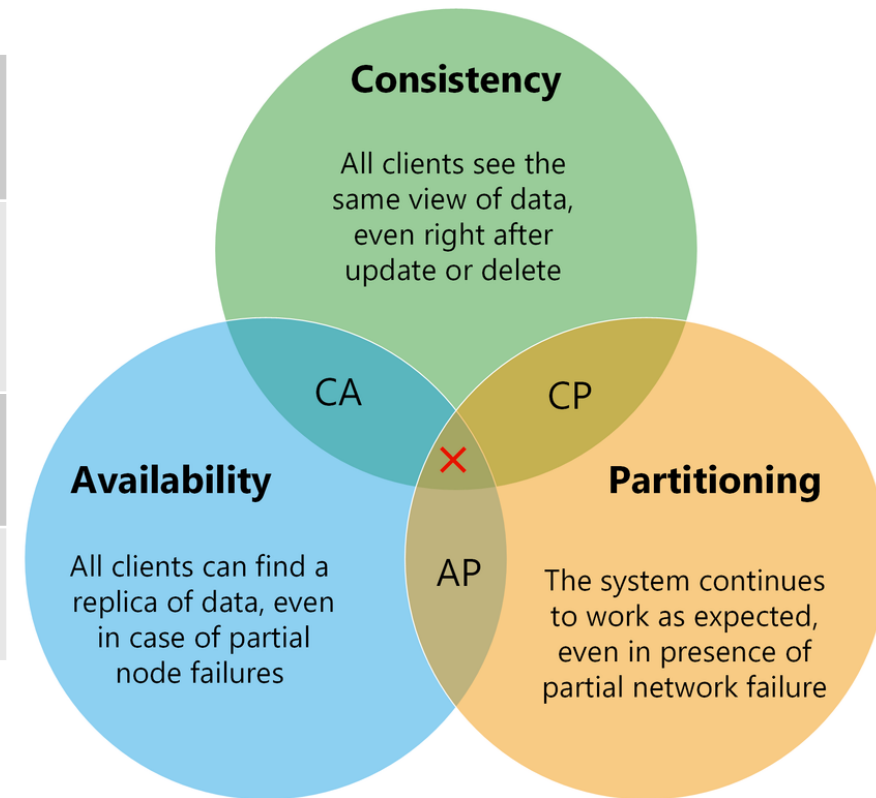 Consistency
All clients see the
same view of data,
even right after
update or delete
CA
CP
Availability
Partitioning
All clients can find a
replica of data, even
in case of partial
node failures
AP
The system continues
to work as expected,
even in presence of
partial network failure